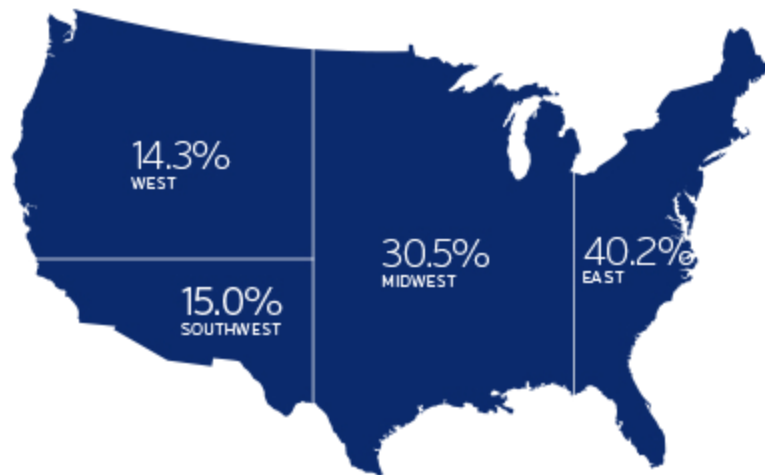 14.3%
WEST
30.5%
MIDWEST
40.2%
EAST
15.0%
SOUTHWEST